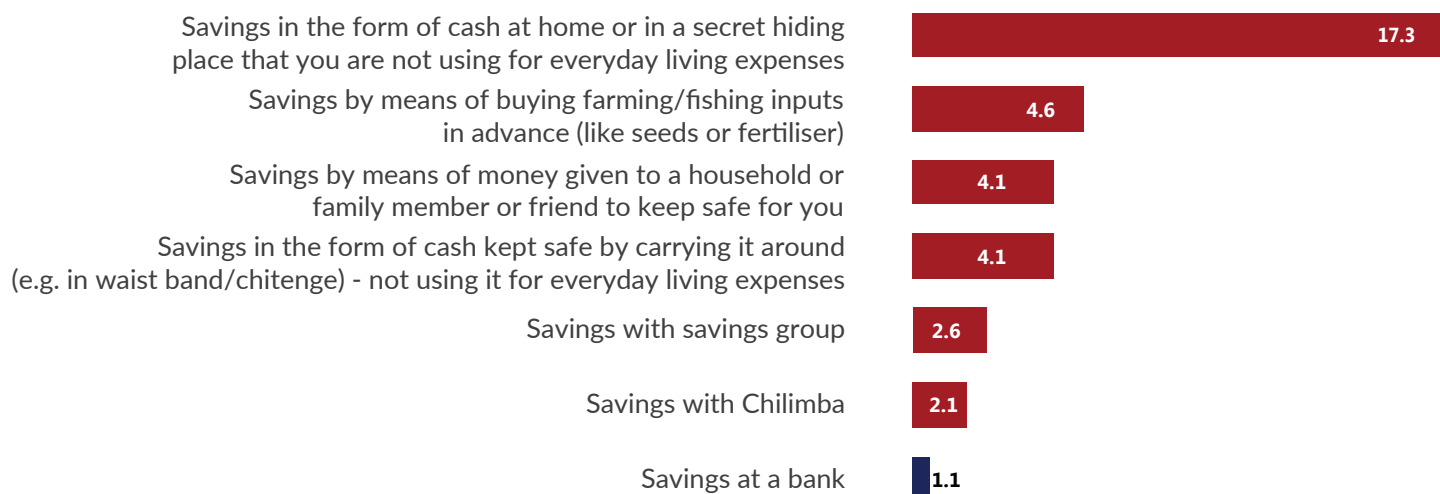 Savings in the form of cash at home or in a secret hiding
place that you are not using for everyday living expenses
17.3
Savings by means of buying farming/fishing inputs
in advance (like seeds or fertiliser)
4.6
Savings by means of money given to a household or
family member or friend to keep safe for you
4.1
Savings in the form of cash kept safe by carrying it around
(e.g. in waist band/chitenge) - not using it for everyday living expenses
4.1
Savings with savings group
2.6
Savings with Chilimba
2.1
Savings at a bank
1.1